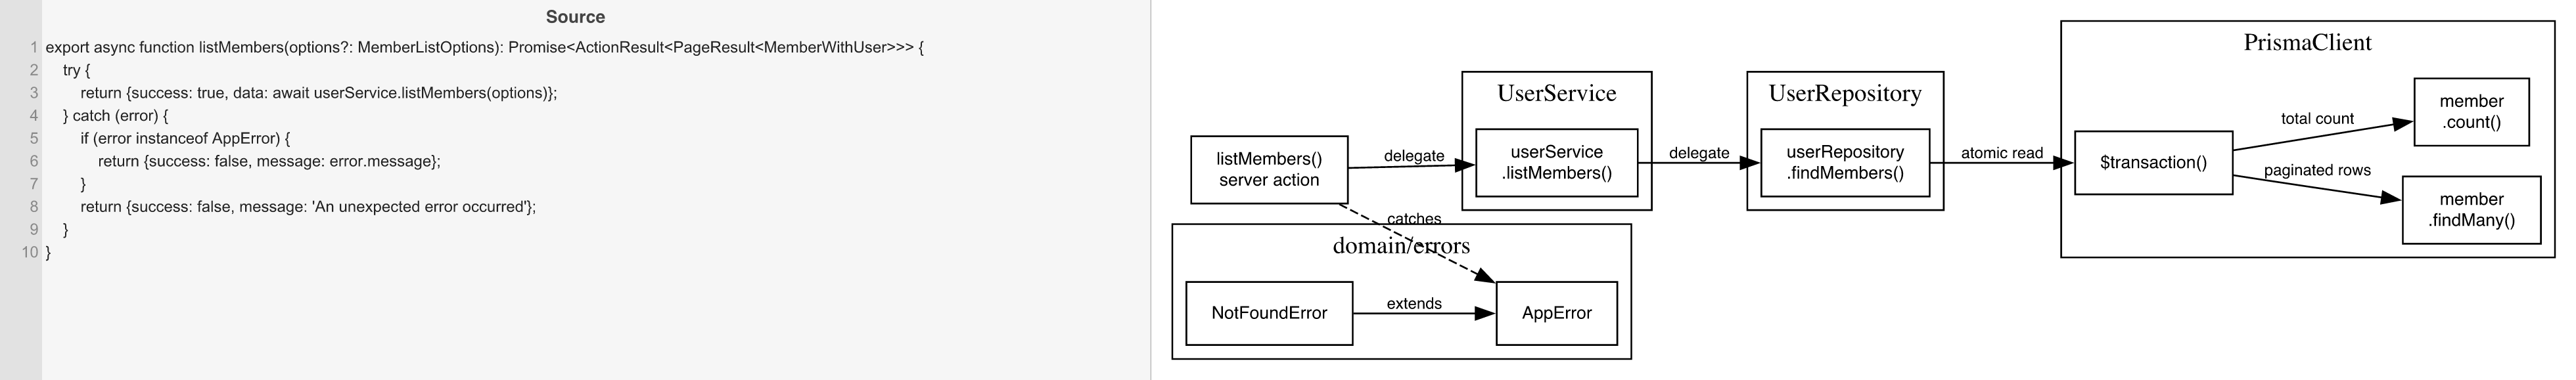 Source
1 export async function listMembers(options?: MemberListOptions): Promise<ActionResult<PageResult<MemberWithUser>>> {
2 try {
3 return {success: true, data: await userService.listMembers(options)};
4 } catch (error) {
5 if (error instanceof AppError) {
6 return {success: false, message: error.message};
7 }
8 return {success: false, message: 'An unexpected error occurred'};
9 }
10 }
listMembers()
server action
delegate
UserService
userService
.listMembers()
delegate
UserRepository
userRepository
.findMembers()
atomic read
PrismaClient
$transaction()
total count
member
.count()
paginated rows
member
.findMany()
catches
domain/errors
NotFoundError
extends
AppError